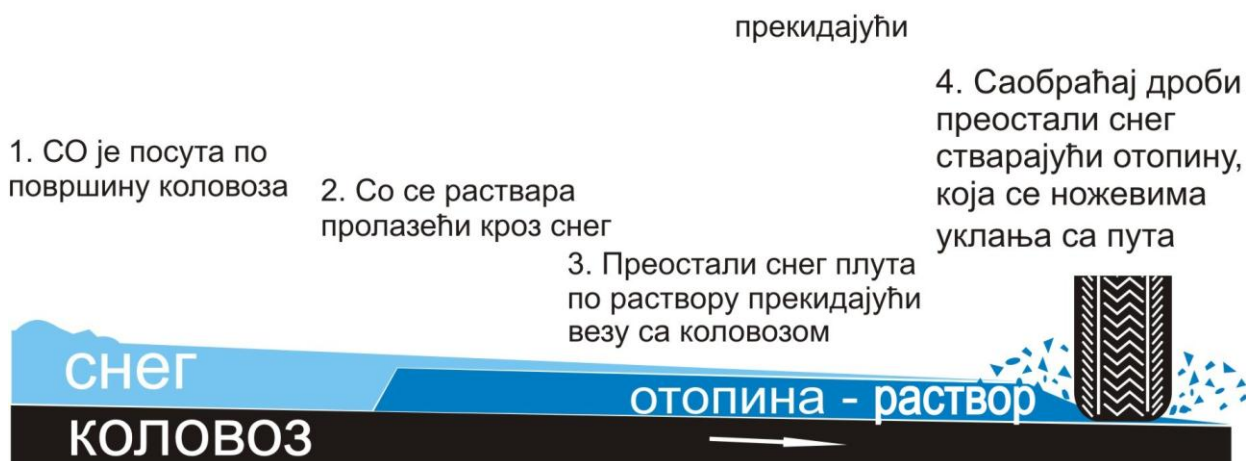 прекидајући
1. СО је посута по
површину коловоза
2. Со се раствара
пролазећи кроз снег
3. Преостали снег плута
по раствору прекидајући
везу са коловозом
4. Саобраћај дроби
преостали снег
стварајући отопину,
која се ножевима
уклања са пута
снег
отопина - раствор
коловоз